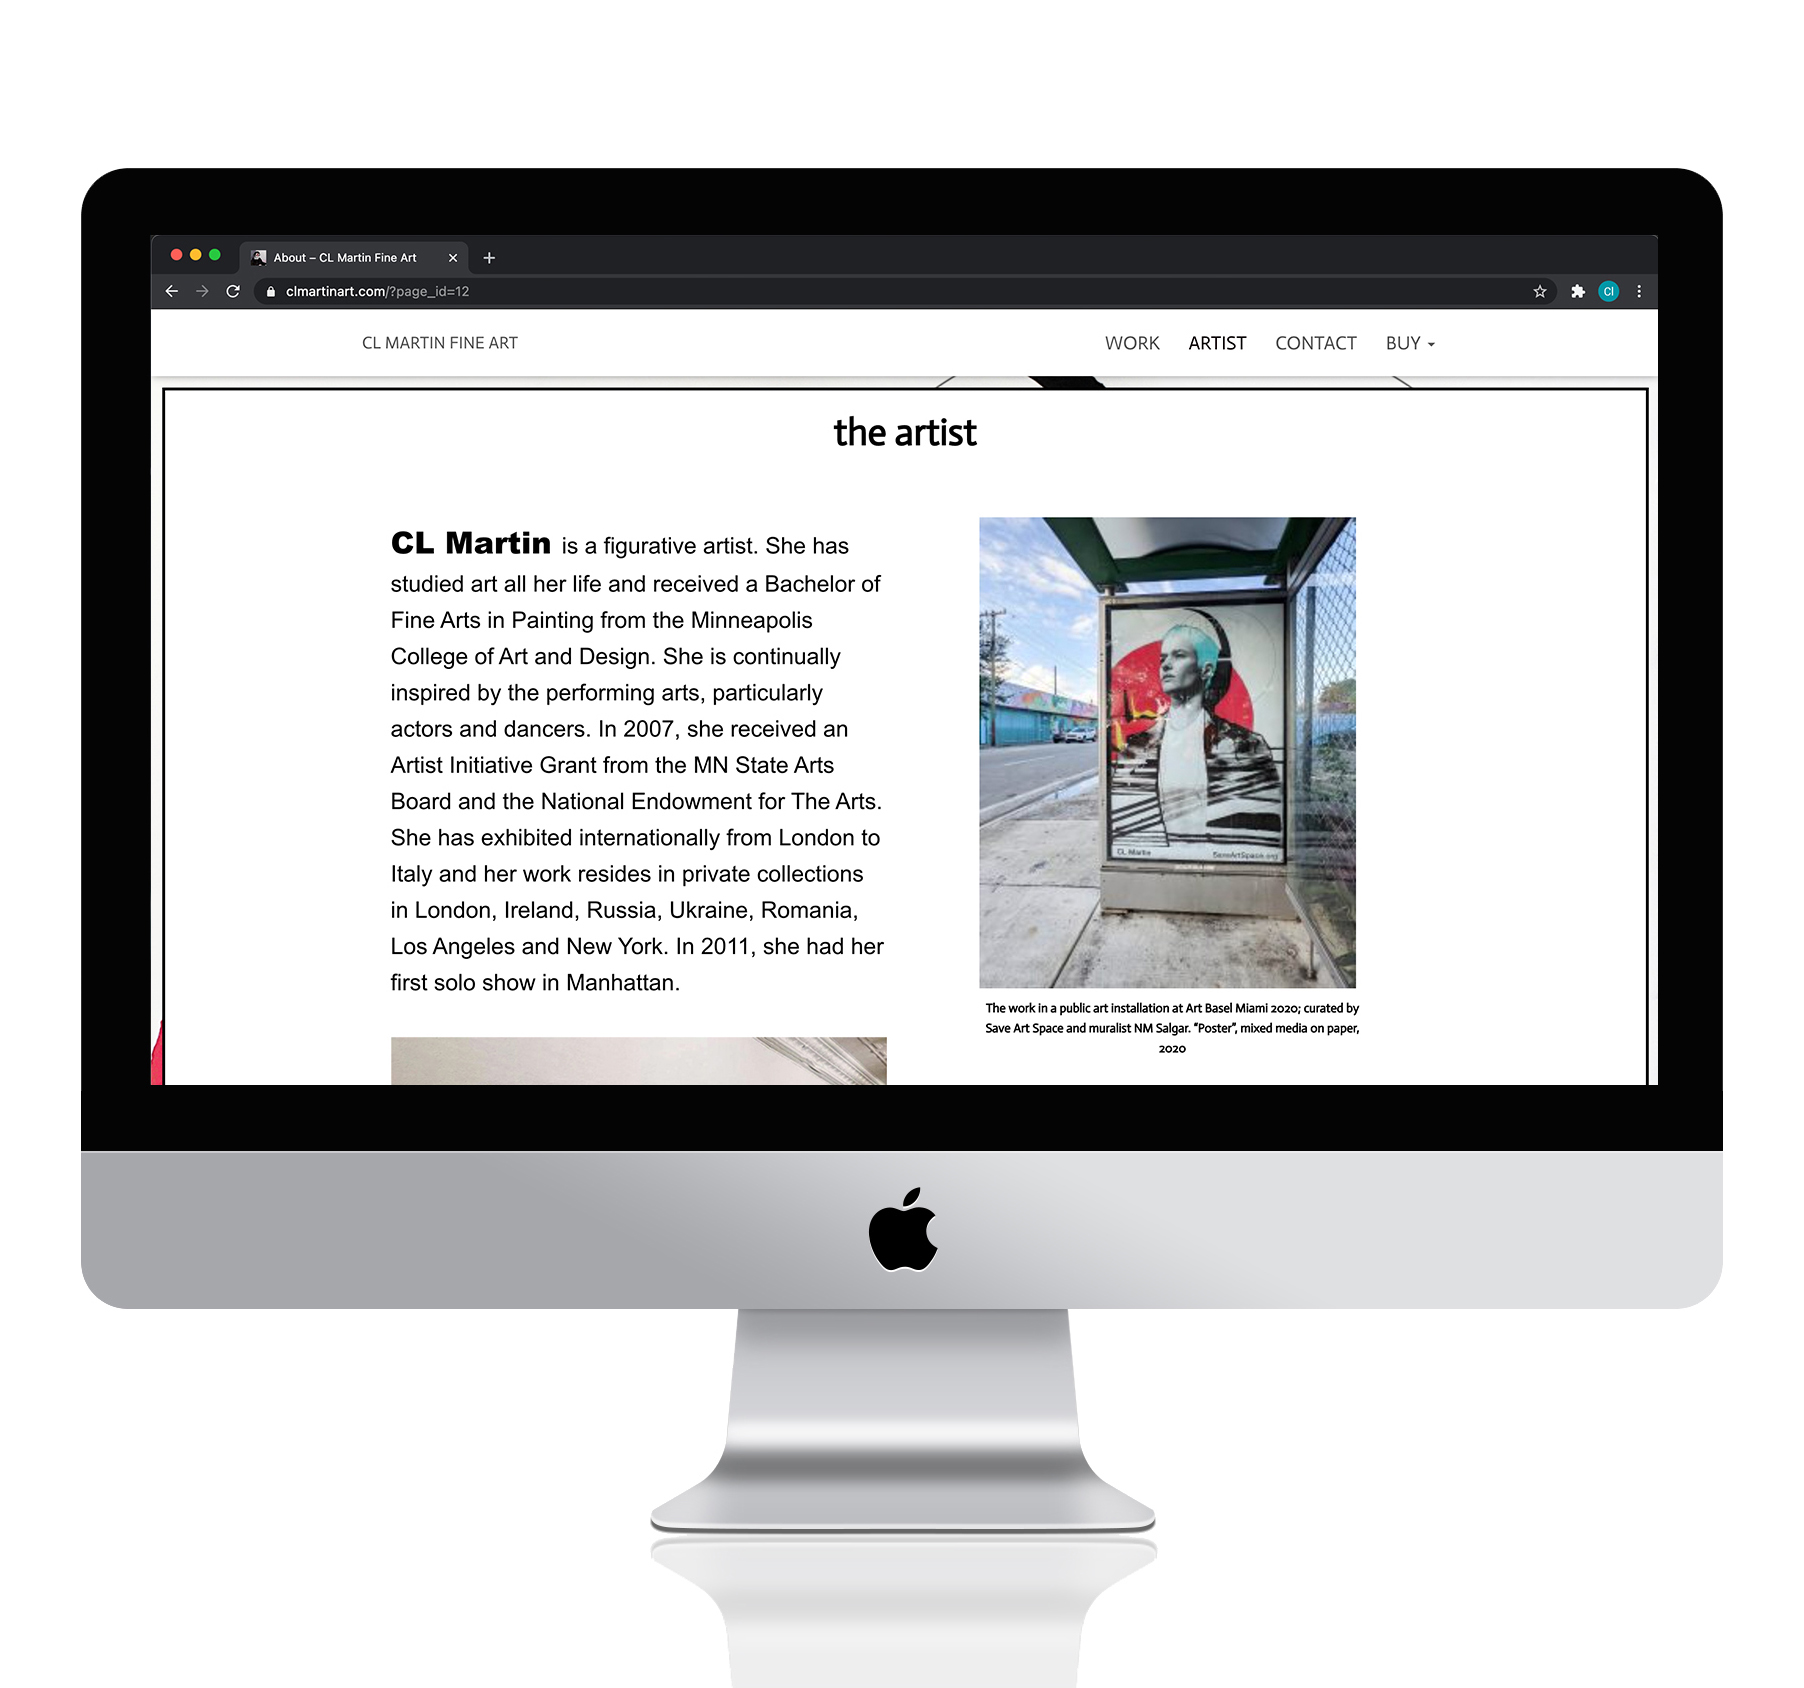 About – CL Martin Fine Art
clmartinart.com/?page_id=12
CI
CL MARTIN FINE ART
WORK ARTIST CONTACT BUY
the artist
CL Martin is a figurative artist. She has
studied art all her life and received a Bachelor of
Fine Arts in Painting from the Minneapolis
College of Art and Design. She is continually
inspired by the performing arts, particularly
actors and dancers. In 2007, she received an
Artist Initiative Grant from the MN State Arts
Board and the National Endowment for The Arts.
She has exhibited internationally from London to
Italy and her work resides in private collections
in London, Ireland, Russia, Ukraine, Romania,
Los Angeles and New York. In 2011, she had her
first solo show in Manhattan.
CL Martin SaveArtSpace.org
The work in a public art installation at Art Basel Miami 2020; curated by
Save Art Space and muralist NM Salgar. “Poster”, mixed media on paper,
2020